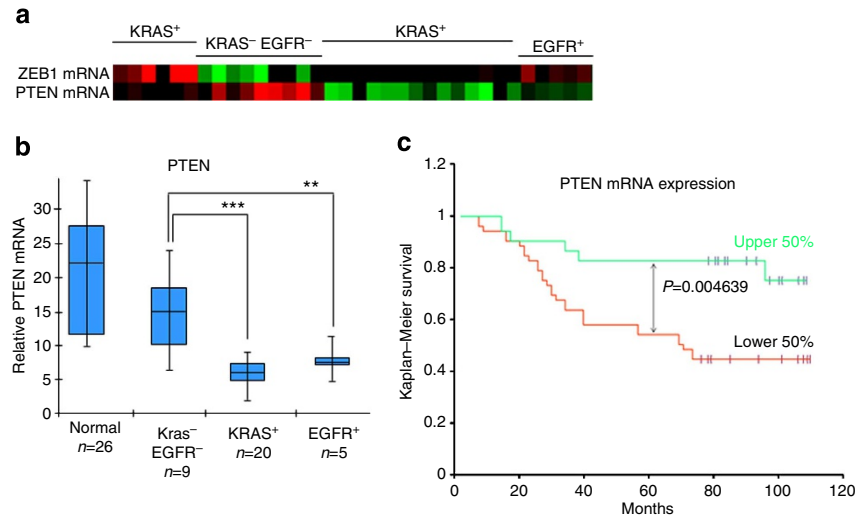 a
KRAS⁺
KRAS⁻ EGFR⁻
KRAS⁺
EGFR⁺
ZEB1 mRNA
PTEN mRNA
b
PTEN
**
***
Relative PTEN mRNA
30
25
20
15
10
5
0
Normal
n=26
Kras⁻
EGFR⁻
n=9
KRAS⁺
n=20
EGFR⁺
n=5
c
PTEN mRNA expression
Kaplan–Meier survival
1.2
1
0.8
0.6
0.4
0.2
0
Upper 50%
P=0.004639
Lower 50%
0 20 40 60 80 100 120
Months